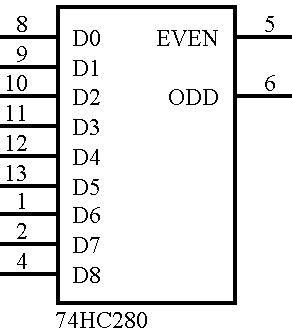 8 D0 EVEN 5
9 D1
10 D2 ODD 6
11 D3
12 D4
13 D5
1 D6
2 D7
4 D8
74HC280